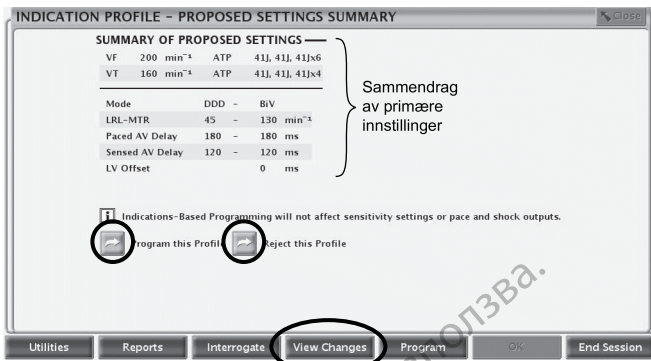 INDICATION PROFILE – PROPOSED SETTINGS SUMMARY
Close
SUMMARY OF PROPOSED SETTINGS
VF 200 min⁻¹ ATP 41J, 41J, 41Jx6
VT 160 min⁻¹ ATP 41J, 41J, 41Jx4
Mode DDD – BiV
LRL-MTR 45 – 130 min⁻¹
Paced AV Delay 180 – 180 ms
Sensed AV Delay 120 – 120 ms
LV Offset 0 ms
Sammendrag
av primære
innstillinger
i Indications-Based Programming will not affect sensitivity settings or pace and shock outputs.
Program this Profile Reject this Profile
Utilities Reports Interrogate View Changes Program OK End Session